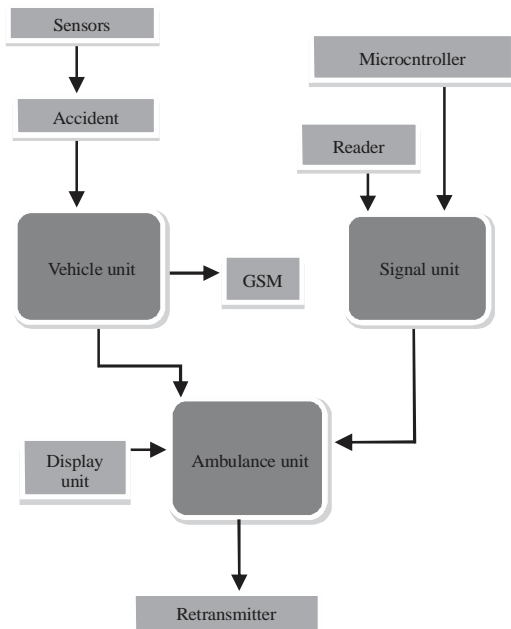 Sensors
Microcntroller
Accident
Reader
Vehicle unit
GSM
Signal unit
Display
unit
Ambulance unit
Retransmitter